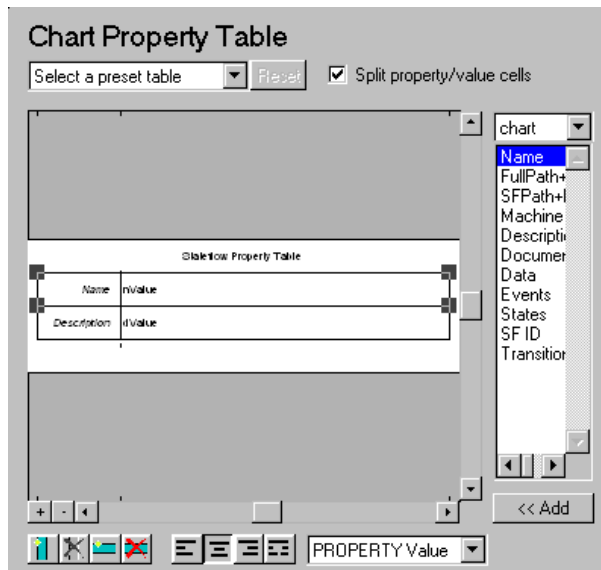 Chart Property Table
Select a preset table
Reset
Split property/value cells
chart
Name
FullPath+
SFPath+
Machine
Descripti
Documer
Data
Events
States
SF ID
Transition
Stateflow Property Table
Name nValue
Description dValue
+ -
<< Add
PROPERTY Value